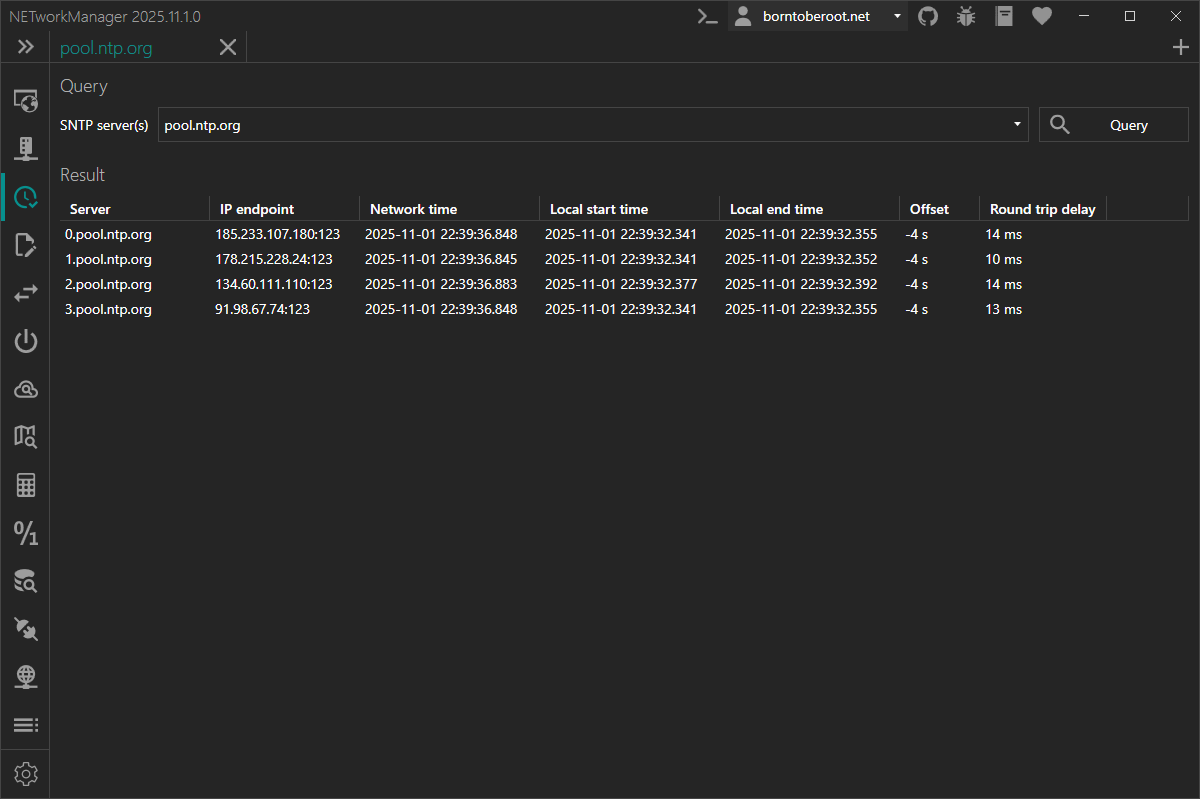 NETworkManager 2025.11.1.0 borntoberoot.net
pool.ntp.org
Query
SNTP server(s) pool.ntp.org Query
Result
Server IP endpoint Network time Local start time Local end time Offset Round trip delay
0.pool.ntp.org 185.233.107.180:123 2025-11-01 22:39:36.848 2025-11-01 22:39:32.341 2025-11-01 22:39:32.355 -4 s 14 ms
1.pool.ntp.org 178.215.228.24:123 2025-11-01 22:39:36.845 2025-11-01 22:39:32.341 2025-11-01 22:39:32.352 -4 s 10 ms
2.pool.ntp.org 134.60.111.110:123 2025-11-01 22:39:36.883 2025-11-01 22:39:32.377 2025-11-01 22:39:32.392 -4 s 14 ms
3.pool.ntp.org 91.98.67.74:123 2025-11-01 22:39:36.848 2025-11-01 22:39:32.341 2025-11-01 22:39:32.355 -4 s 13 ms
0/1